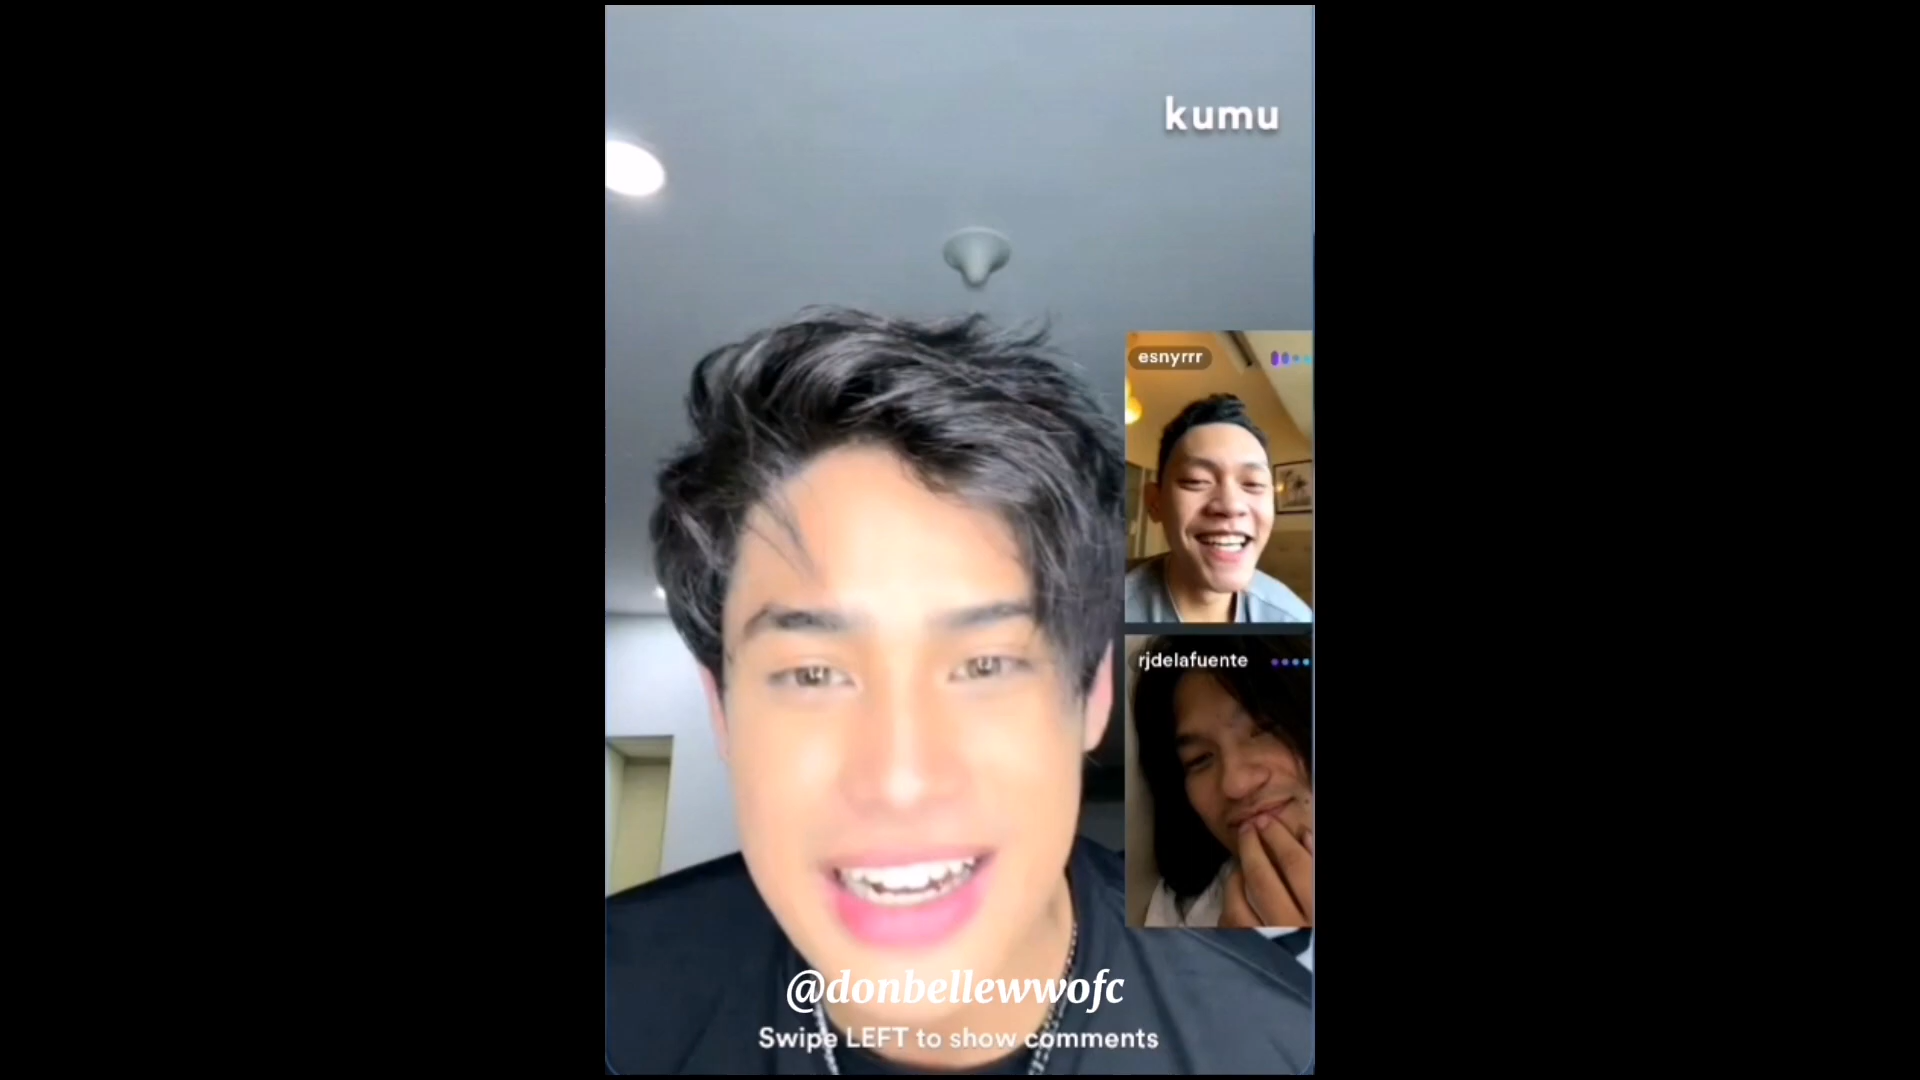 kumu
esnyrrr
rjdelafuente
@donbellewwofc
Swipe LEFT to show comments